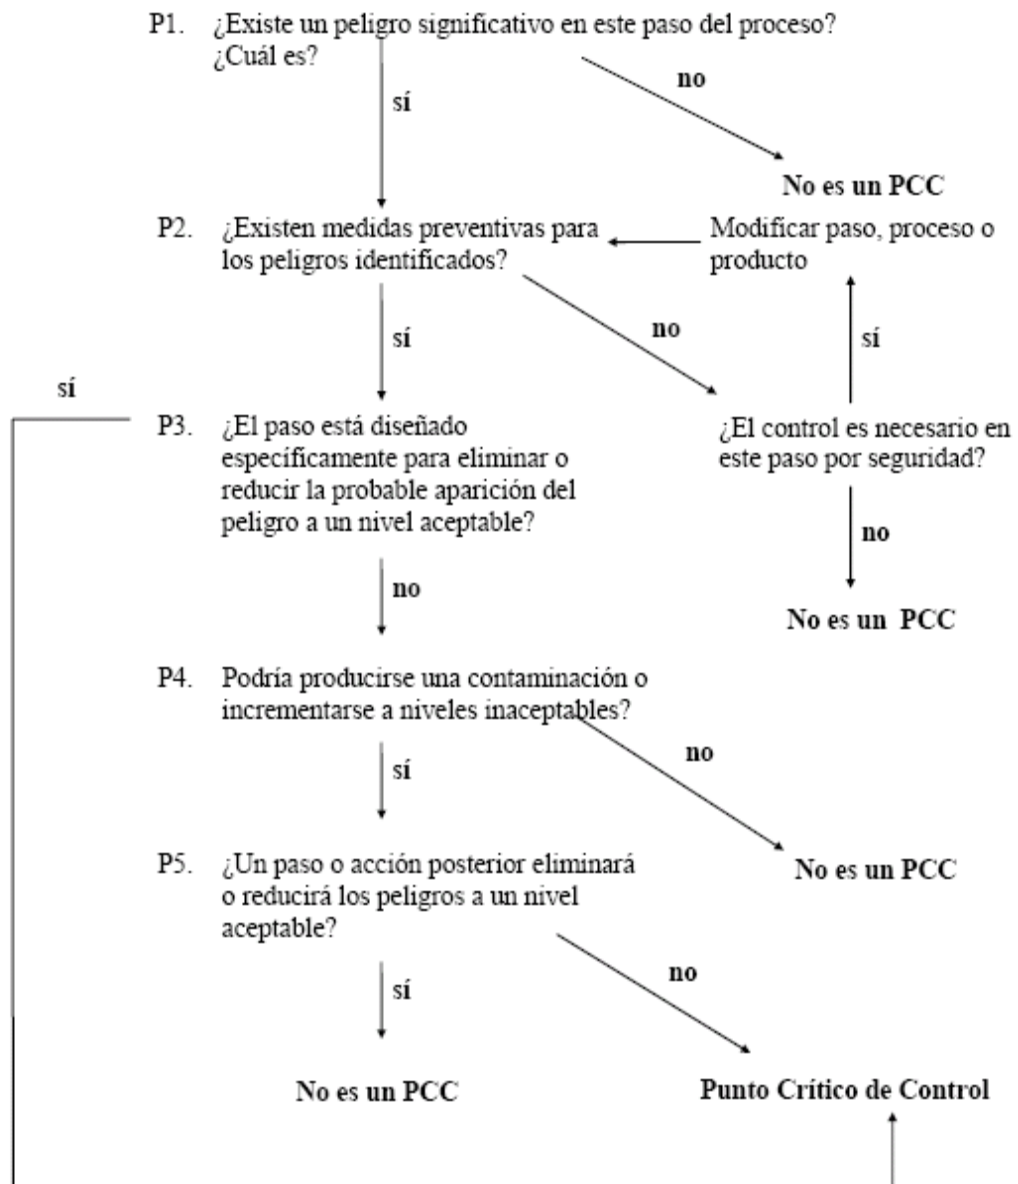 P1. ¿Existe un peligro significativo en este paso del proceso?
¿Cuál es?
no
sí
No es un PCC
P2. ¿Existen medidas preventivas para
los peligros identificados?
Modificar paso, proceso o
producto
no
sí
sí
sí
P3. ¿El paso está diseñado
específicamente para eliminar o
reducir la probable aparición del
peligro a un nivel aceptable?
¿El control es necesario en
este paso por seguridad?
no
no
No es un PCC
P4. Podría producirse una contaminación o
incrementarse a niveles inaceptables?
no
sí
P5. ¿Un paso o acción posterior eliminará
o reducirá los peligros a un nivel
aceptable?
No es un PCC
no
sí
No es un PCC
Punto Crítico de Control